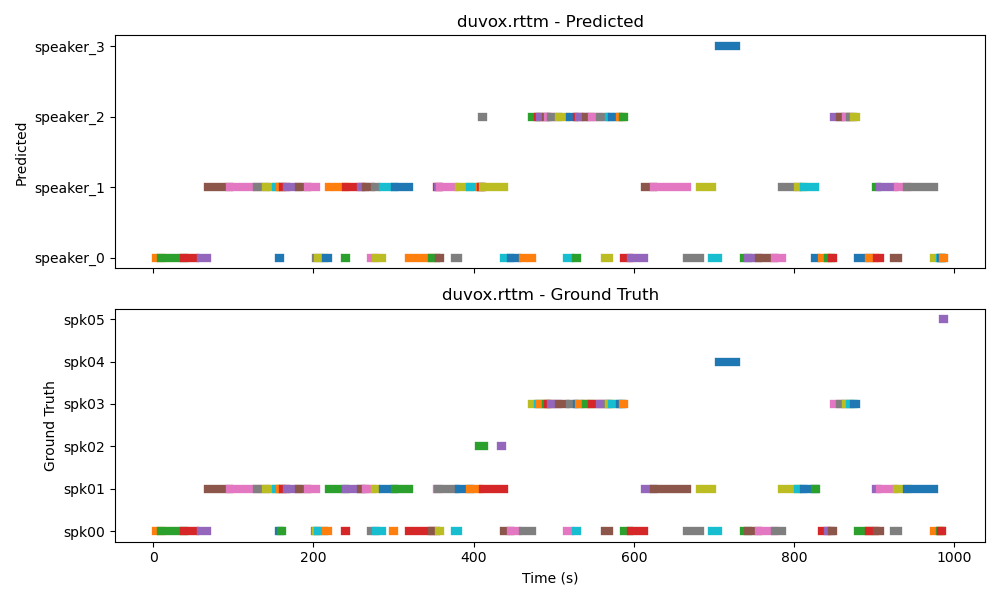 duvox.rttm - Predicted
speaker_3
speaker_2
speaker_1
speaker_0
Predicted
duvox.rttm - Ground Truth
spk05
spk04
spk03
spk02
spk01
spk00
Ground Truth
0 200 400 600 800 1000
Time (s)